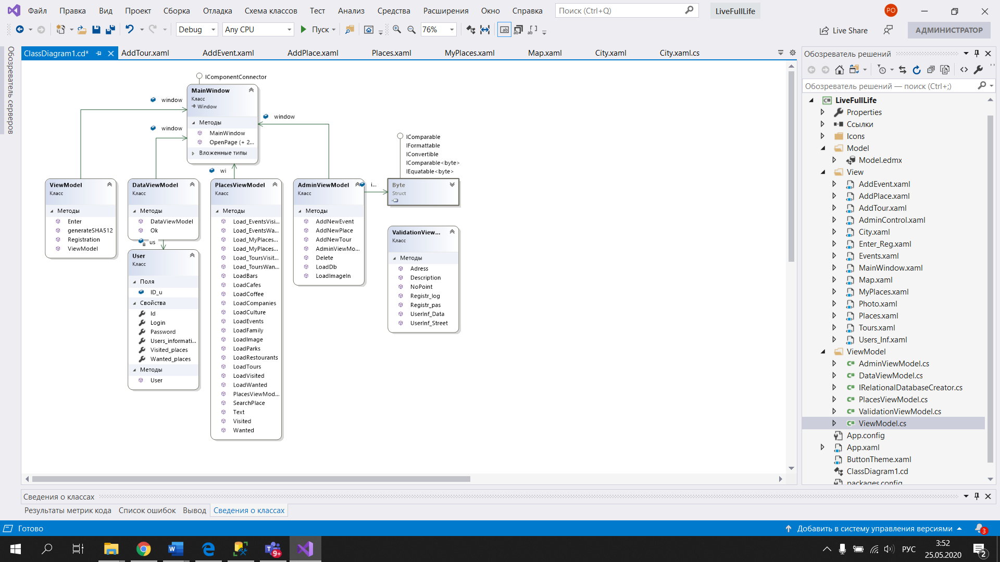 Файл Правка Вид Проект Сборка Отладка Схема классов Тест Анализ Средства Расширения Окно Справка Поиск (Ctrl+Q) LiveFullLife PO
Debug Any CPU Пуск 76% Live Share АДМИНИСТРАТОР
Обозреватель серверов
ClassDiagram1.cd* AddTour.xaml AddEvent.xaml AddPlace.xaml Places.xaml MyPlaces.xaml Map.xaml City.xaml City.xaml.cs
IComponentConnector
MainWindow
Класс
Window
Методы
MainWindow
OpenPage (+ 2...
Вложенные типы
window
window
window
wi
ViewModel
Класс
Методы
Enter
generateSHA512
Registration
ViewModel
DataViewModel
Класс
Методы
DataViewModel
Ok
us
User
Класс
Поля
ID_u
Свойства
Id
Login
Password
Users_informati...
Visited_places
Wanted_places
Методы
User
PlacesViewModel
Класс
Методы
Load_EventsVisi...
Load_EventsWa...
Load_MyPlaces...
Load_MyPlaces...
Load_ToursVisit...
Load_ToursWan...
LoadBars
LoadCafes
LoadCoffee
LoadCompanies
LoadCulture
LoadEvents
LoadFamily
LoadImage
LoadParks
LoadRestourants
LoadTours
LoadVisited
LoadWanted
PlacesViewMod...
SearchPlace
Text
Visited
Wanted
AdminViewModel
Класс
Методы
AddNewEvent
AddNewPlace
AddNewTour
AdminViewMo...
Delete
LoadDb
LoadImageIn
i...
IComparable
IFormattable
IConvertible
IComparable<byte>
IEquatable<byte>
Byte
Struct
ValidationView...
Класс
Методы
Adress
Description
NoPoint
Registr_log
Registr_pas
UserInf_Data
UserInf_Street
Обозреватель решений
Обозреватель решений — поиск (Ctrl+;)
LiveFullLife
Properties
Ссылки
Icons
Model
Model.edmx
View
AddEvent.xaml
AddPlace.xaml
AddTour.xaml
AdminControl.xaml
City.xaml
Enter_Reg.xaml
Events.xaml
MainWindow.xaml
Map.xaml
MyPlaces.xaml
Photo.xaml
Places.xaml
Tours.xaml
Users_Inf.xaml
ViewModel
AdminViewModel.cs
DataViewModel.cs
IRelationalDatabaseCreator.cs
PlacesViewModel.cs
ValidationViewModel.cs
ViewModel.cs
App.config
App.xaml
ButtonTheme.xaml
ClassDiagram1.cd
packages.config
Сведения о классах
Результаты метрик кода Список ошибок Вывод Сведения о классах
Готово Добавить в систему управления версиями 3
9+ РУС 3:52
25.05.2020 2